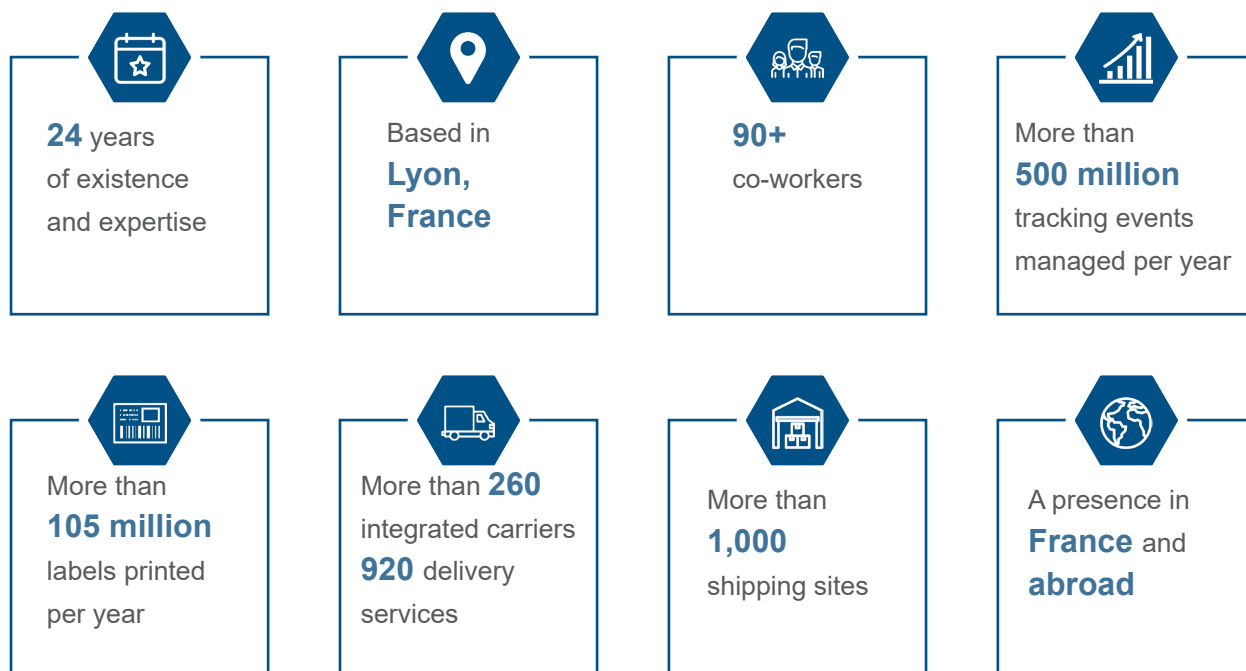 24 years
of existence
and expertise
Based in
Lyon,
France
90+
co-workers
More than
500 million
tracking events
managed per year
More than
105 million
labels printed
per year
More than 260
integrated carriers
920 delivery
services
More than
1,000
shipping sites
A presence in
France and
abroad